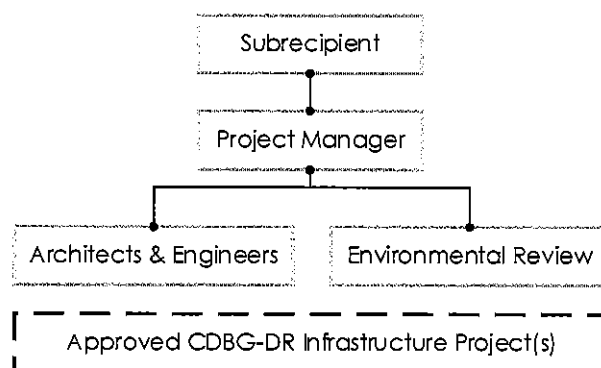 Subrecipient
Project Manager
Architects & Engineers
Environmental Review
Approved CDBG-DR Infrastructure Project(s)